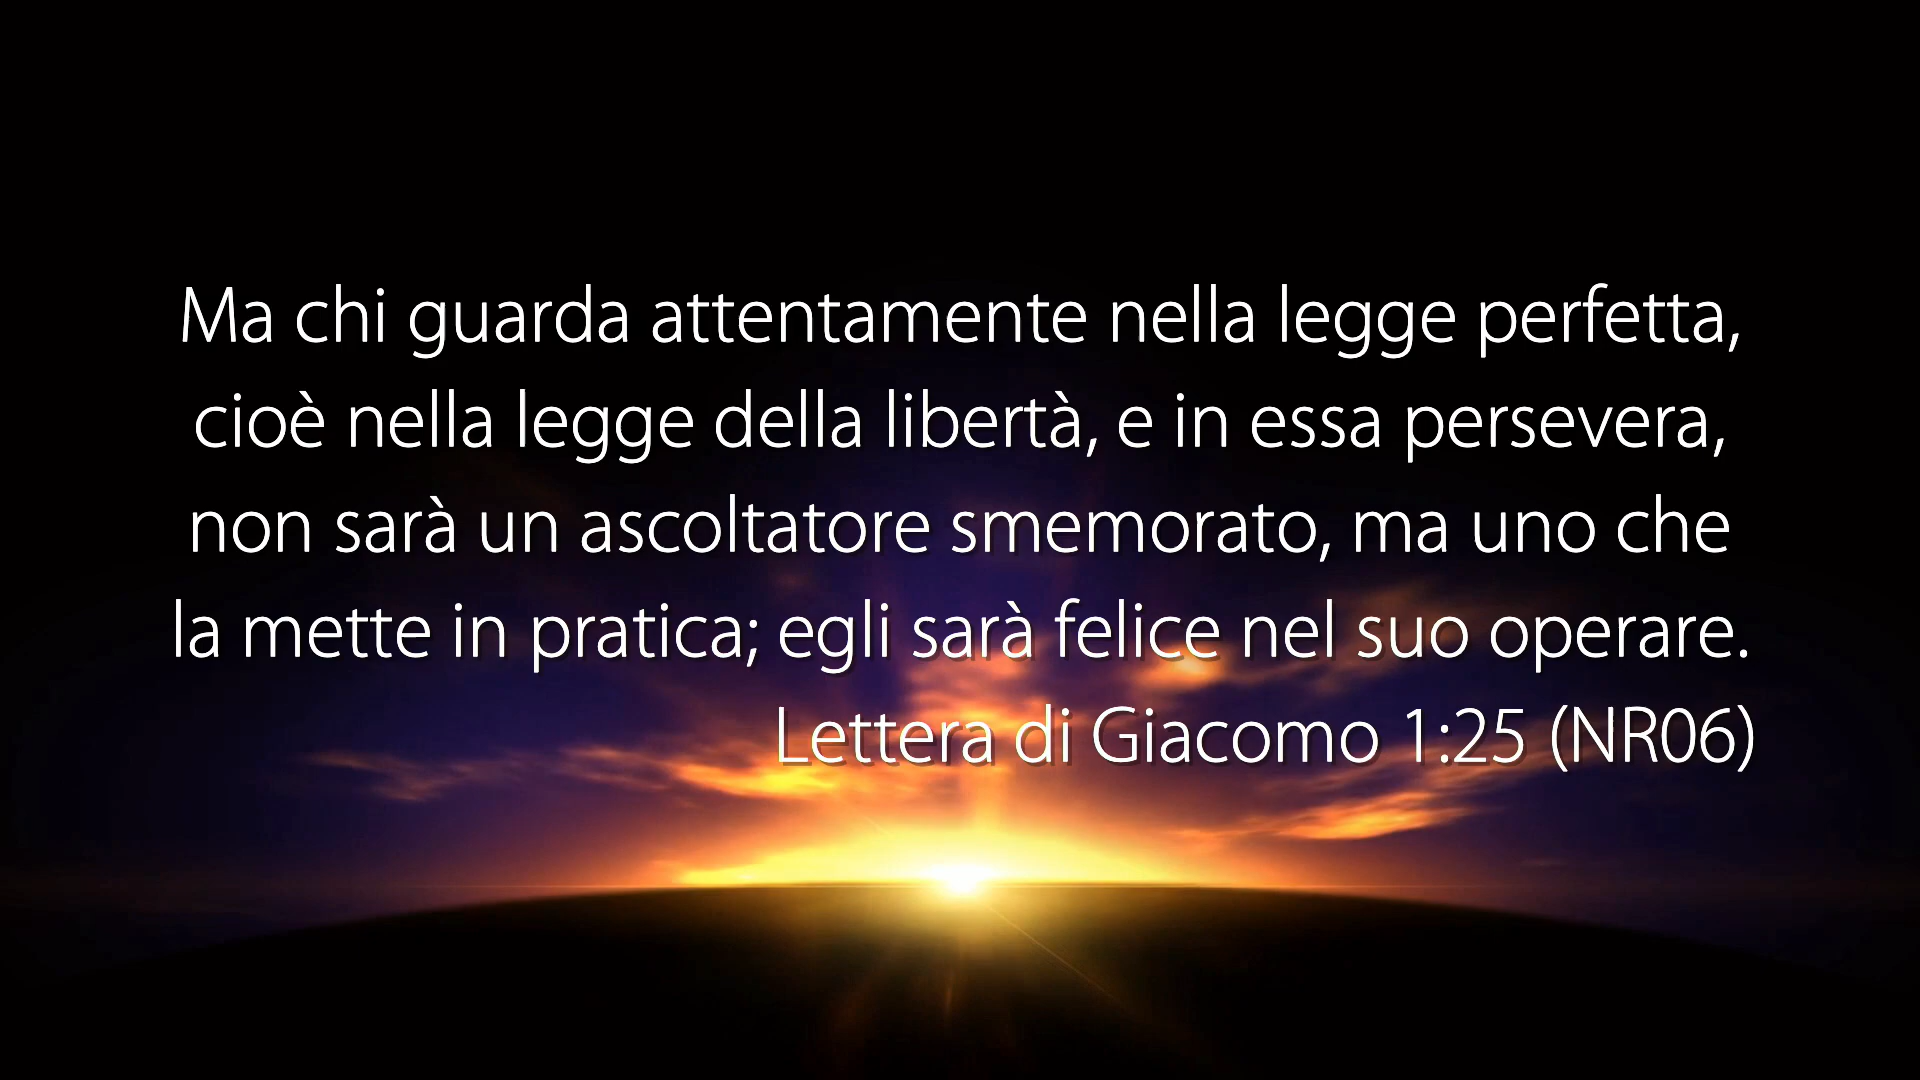 Ma chi guarda attentamente nella legge perfetta,
cioè nella legge della libertà, e in essa persevera,
non sarà un ascoltatore smemorato, ma uno che
la mette in pratica; egli sarà felice nel suo operare.
Lettera di Giacomo 1:25 (NR06)